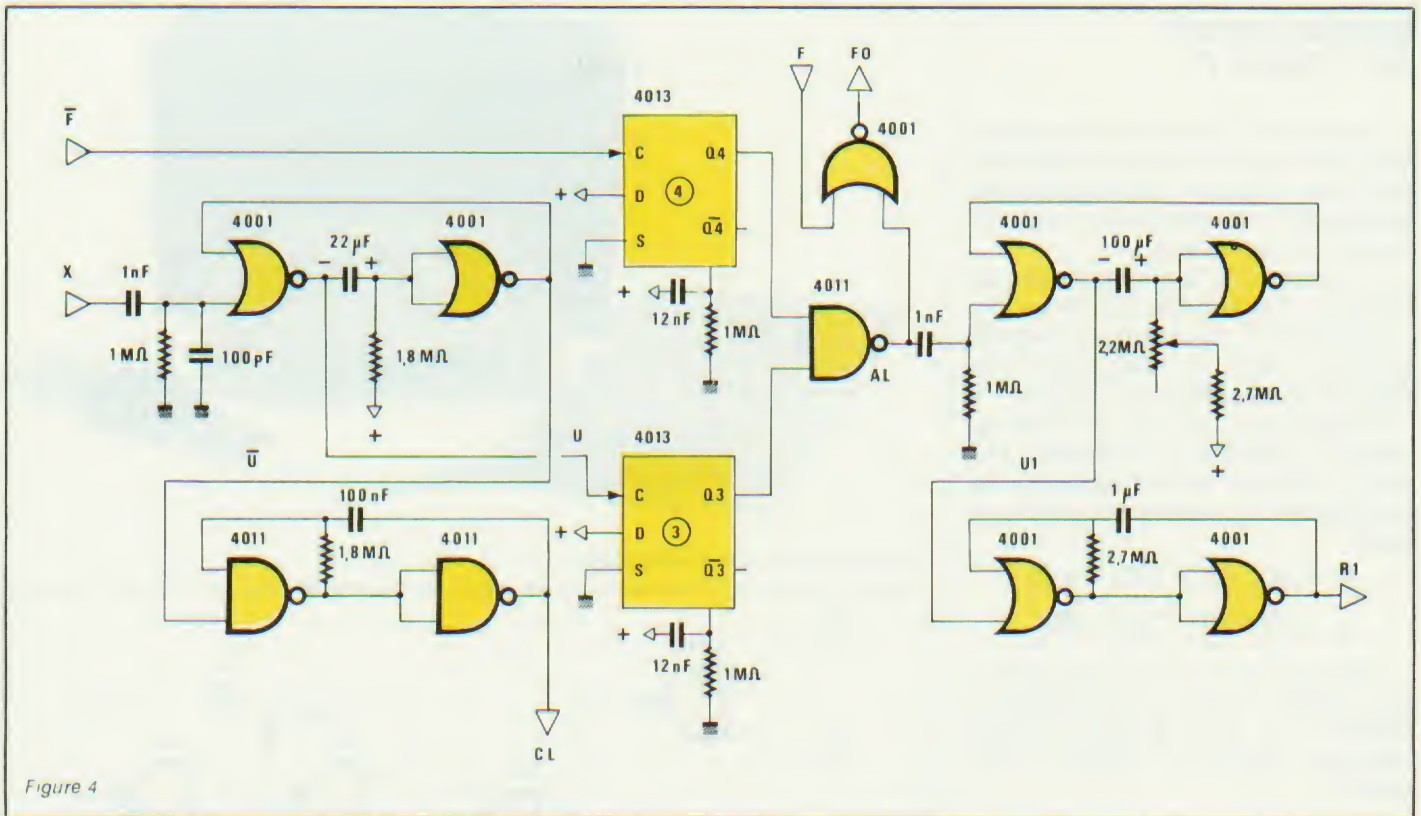 F̅
X
1nF
1MΩ
100pF
4001
22µF
- +
1,8MΩ
+
4001
U̅
U
4011
100nF
1,8MΩ
4011
CL
4013
C Q4
+ D 4
S Q̅4̅
+
12nF
1MΩ
4013
C Q3
+ D 3
S Q̅3̅
+
12nF
1MΩ
F
FO
4001
4011
AL
1nF
1MΩ
4001
100µF
- +
4001
2,2MΩ
2,7MΩ
+
U1
4001
1µF
2,7MΩ
4001
R1
Figure 4